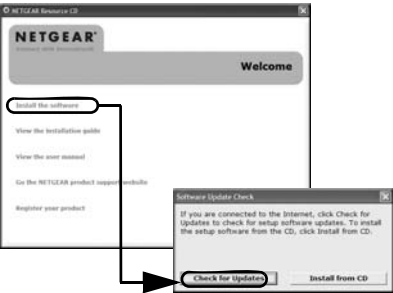 NETGEAR Resource CD
NETGEAR®
Connect with Innovation™
Welcome
Install the software
View the installation guide
View the user manual
Go the NETGEAR product support website
Register your product
Software Update Check
If you are connected to the Internet, click Check for
Updates to check for setup software updates. To install
the setup software from the CD, click Install from CD.
Check for Updates
Install from CD